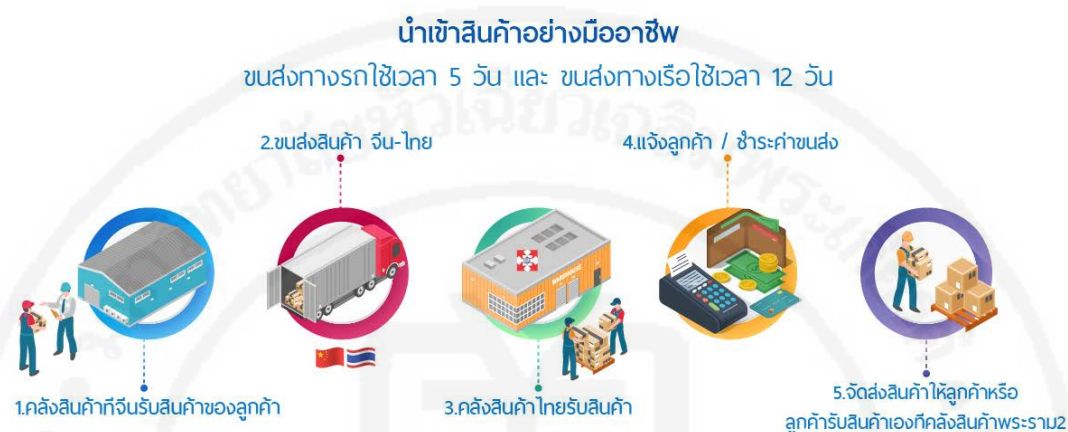 นำเข้าสินค้าอย่างมืออาชีพ
ขนส่งทางรถใช้เวลา 5 วัน และ ขนส่งทางเรือใช้เวลา 12 วัน
2.ขนส่งสินค้า จีน-ไทย
4.แจ้งลูกค้า / ชำระค่าขนส่ง
WAREHOUSE
1.คลังสินค้าที่จีนรับสินค้าของลูกค้า
3.คลังสินค้าไทยรับสินค้า
5.จัดส่งสินค้าให้ลูกค้าหรือ
ลูกค้ารับสินค้าเองที่คลังสินค้าพระราม2